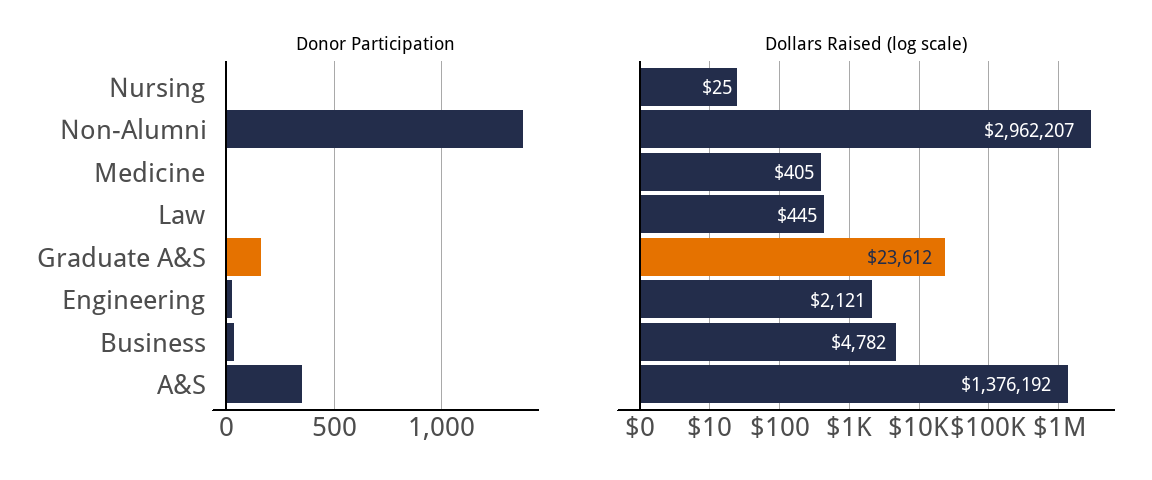 Donor Participation
Dollars Raised (log scale)
Nursing
$25
Non-Alumni
$2,962,207
Medicine
$405
Law
$445
Graduate A&S
$23,612
Engineering
$2,121
Business
$4,782
A&S
$1,376,192
0 500 1,000
$0 $10 $100 $1K $10K $100K $1M